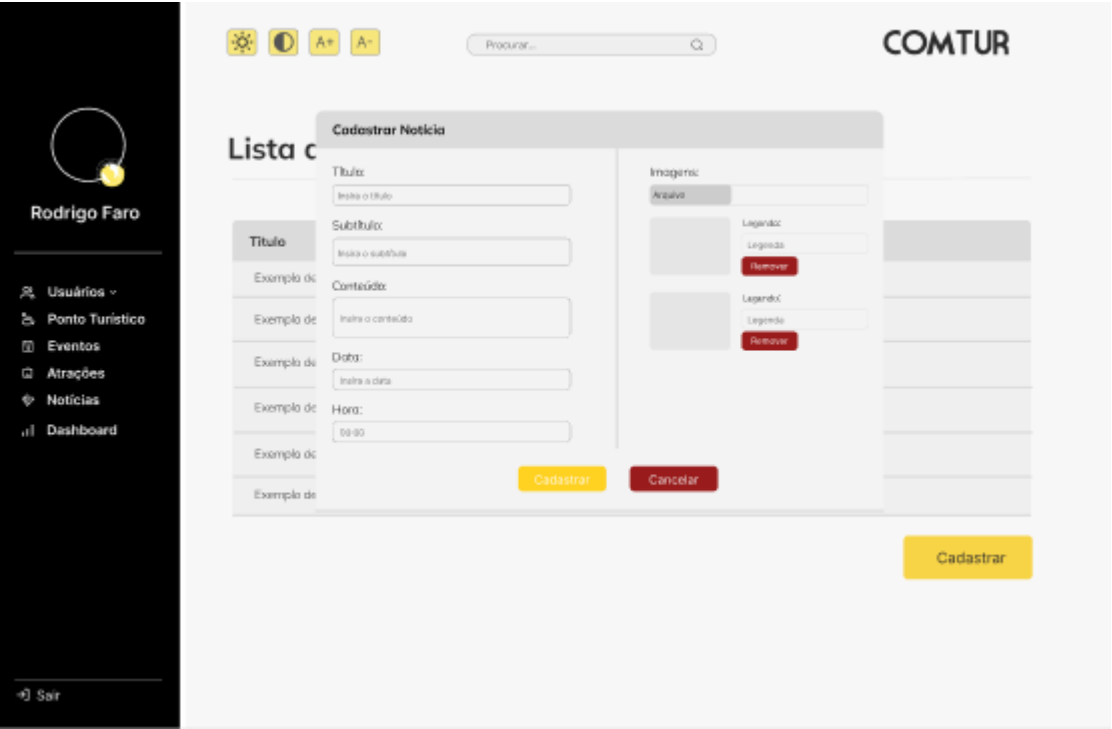 A+
A-
Procurar...
COMTUR
Rodrigo Faro
Usuários
Ponto Turístico
Eventos
Atrações
Notícias
Dashboard
Sair
Lista d
Título
Exemplo de
Exemplo de
Exemplo de
Exemplo de
Exemplo de
Exemplo de
Cadastrar Notícia
Título:
Insira o título
Subtítulo:
Insira o subtítulo
Conteúdo:
Insira o conteúdo
Data:
Insira a data
Hora:
00:00
Imagens:
Arquivo
Legenda:
Legenda
Remover
Legenda:
Legenda
Remover
Cadastrar
Cancelar
Cadastrar